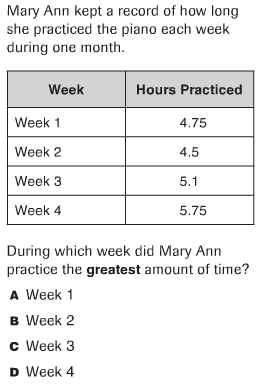 Mary Ann kept a record of how long
she practiced the piano each week
during one month.
Week Hours Practiced
Week 1 4.75
Week 2 4.5
Week 3 5.1
Week 4 5.75
During which week did Mary Ann
practice the greatest amount of time?
A Week 1
B Week 2
C Week 3
D Week 4